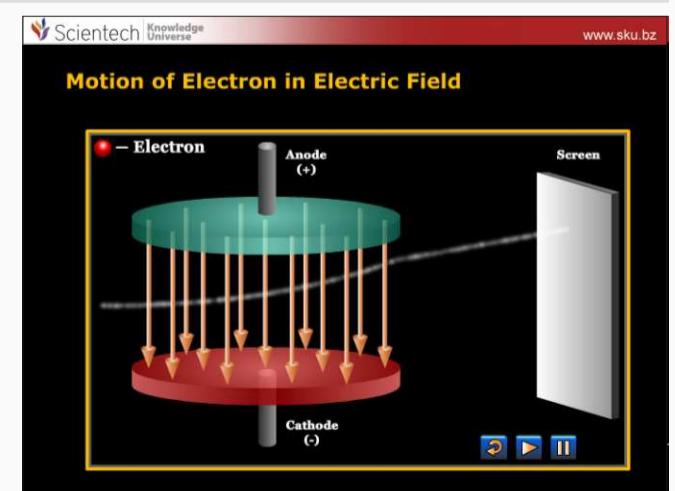 Scientech Knowledge Universe
www.sku.bz
Motion of Electron in Electric Field
– Electron
Anode
(+)
Screen
Cathode
(-)